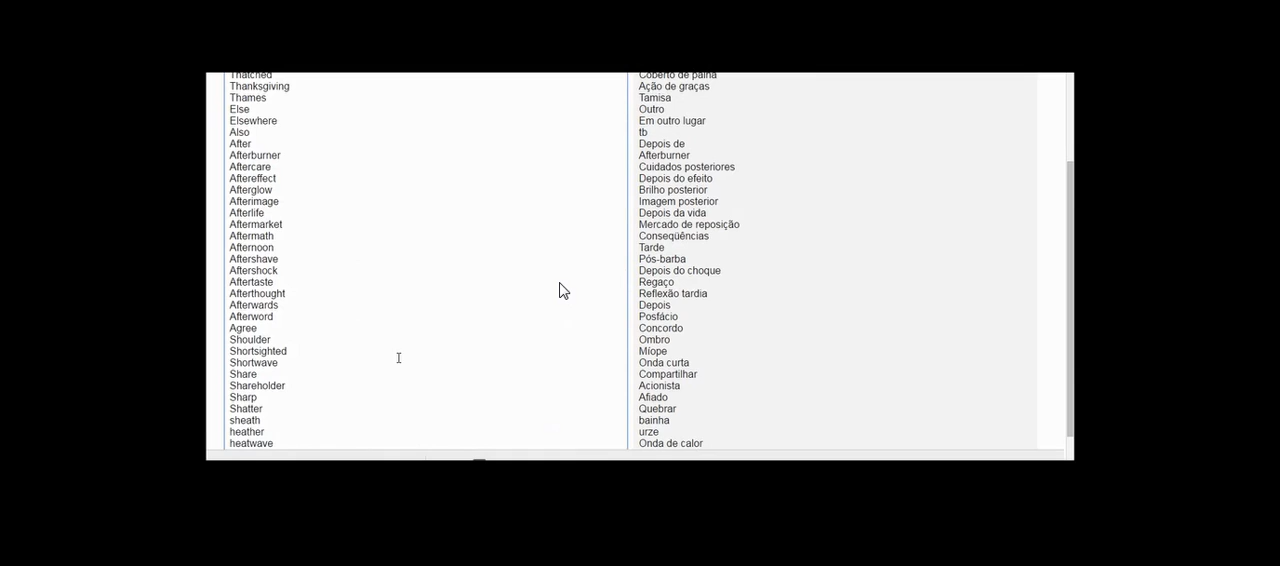 Thatched
Thanksgiving
Thames
Else
Elsewhere
Also
After
Afterburner
Aftercare
Aftereffect
Afterglow
Afterimage
Afterlife
Aftermarket
Aftermath
Afternoon
Aftershave
Aftershock
Aftertaste
Afterthought
Afterwards
Afterword
Agree
Shoulder
Shortsighted
Shortwave
Share
Shareholder
Sharp
Shatter
sheath
heather
heatwave
Coberto de palha
Ação de graças
Tamisa
Outro
Em outro lugar
tb
Depois de
Afterburner
Cuidados posteriores
Depois do efeito
Brilho posterior
Imagem posterior
Depois da vida
Mercado de reposição
Conseqüências
Tarde
Pós-barba
Depois do choque
Regaço
Reflexão tardia
Depois
Posfácio
Concordo
Ombro
Míope
Onda curta
Compartilhar
Acionista
Afiado
Quebrar
bainha
urze
Onda de calor